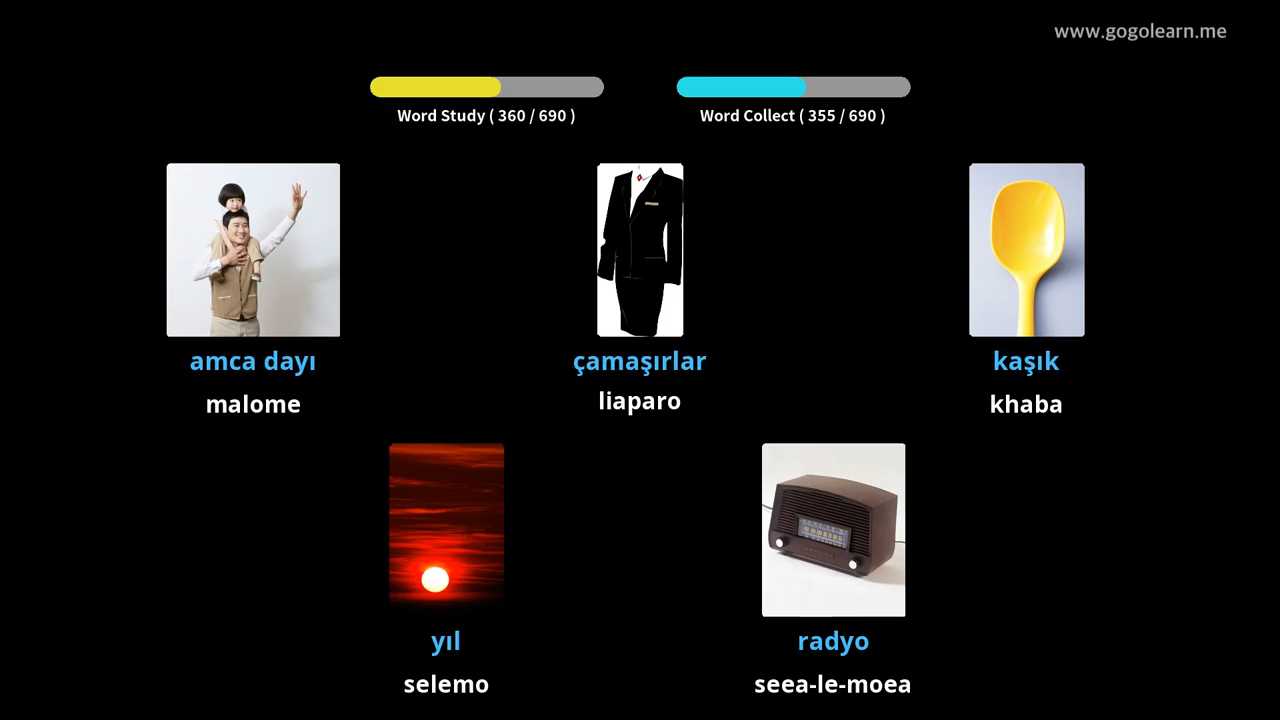 www.gogolearn.me
Word Study ( 360 / 690 )
Word Collect ( 355 / 690 )
amca dayı
malome
çamaşırlar
liaparo
kaşık
khaba
yıl
selemo
radyo
seea-le-moea